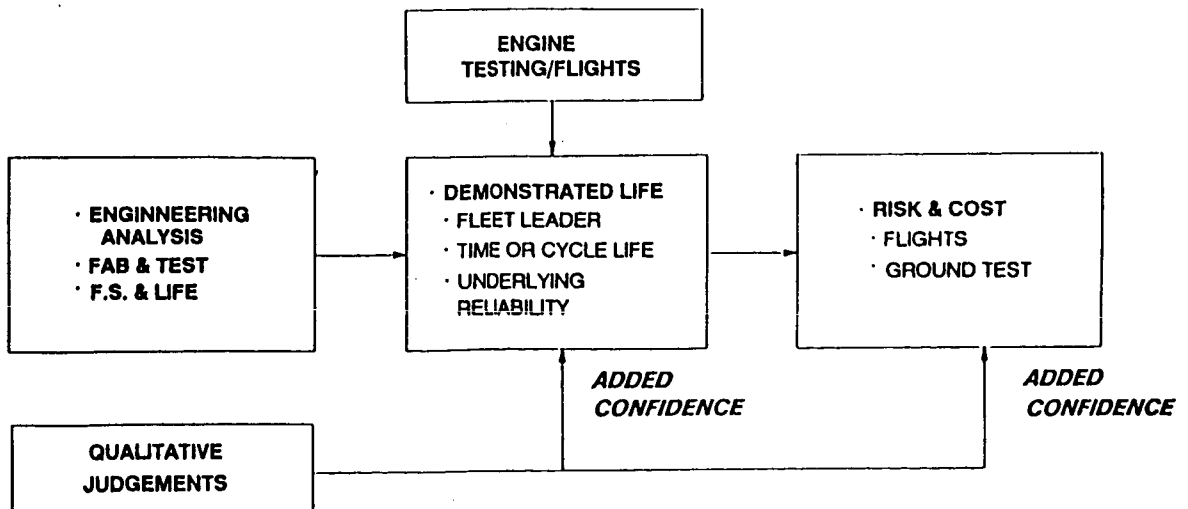 ENGINE
TESTING/FLIGHTS
· ENGINNEERING
ANALYSIS
· FAB & TEST
· F.S. & LIFE
· DEMONSTRATED LIFE
· FLEET LEADER
· TIME OR CYCLE LIFE
· UNDERLYING
RELIABILITY
· RISK & COST
· FLIGHTS
· GROUND TEST
ADDED
CONFIDENCE
ADDED
CONFIDENCE
QUALITATIVE
JUDGEMENTS